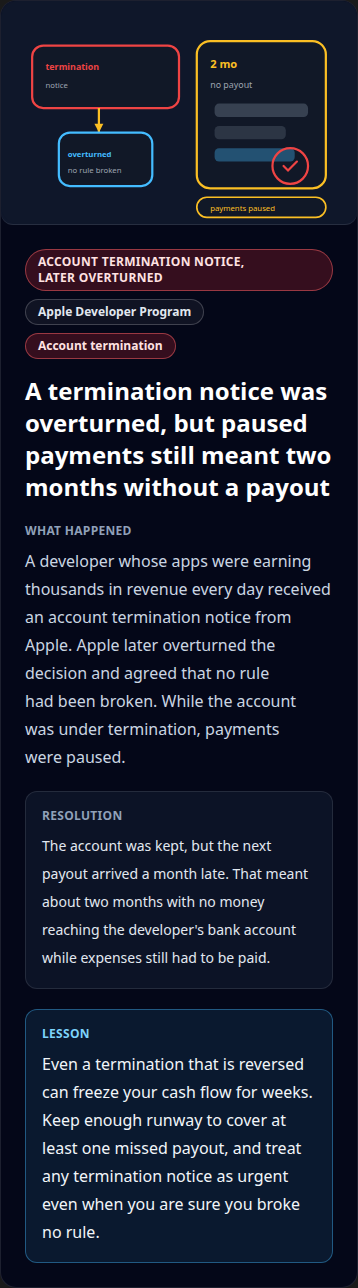 termination
notice
overturned
no rule broken
2 mo
no payout
payments paused
ACCOUNT TERMINATION NOTICE,
LATER OVERTURNED
Apple Developer Program
Account termination
A termination notice was
overturned, but paused
payments still meant two
months without a payout
WHAT HAPPENED
A developer whose apps were earning
thousands in revenue every day received
an account termination notice from
Apple. Apple later overturned the
decision and agreed that no rule
had been broken. While the account
was under termination, payments
were paused.
RESOLUTION
The account was kept, but the next
payout arrived a month late. That meant
about two months with no money
reaching the developer's bank account
while expenses still had to be paid.
LESSON
Even a termination that is reversed
can freeze your cash flow for weeks.
Keep enough runway to cover at
least one missed payout, and treat
any termination notice as urgent
even when you are sure you broke
no rule.